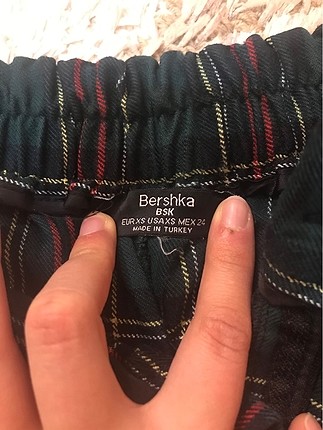 Bershka
BSK
EUR XS USA XS MEX 24
MADE IN TURKEY